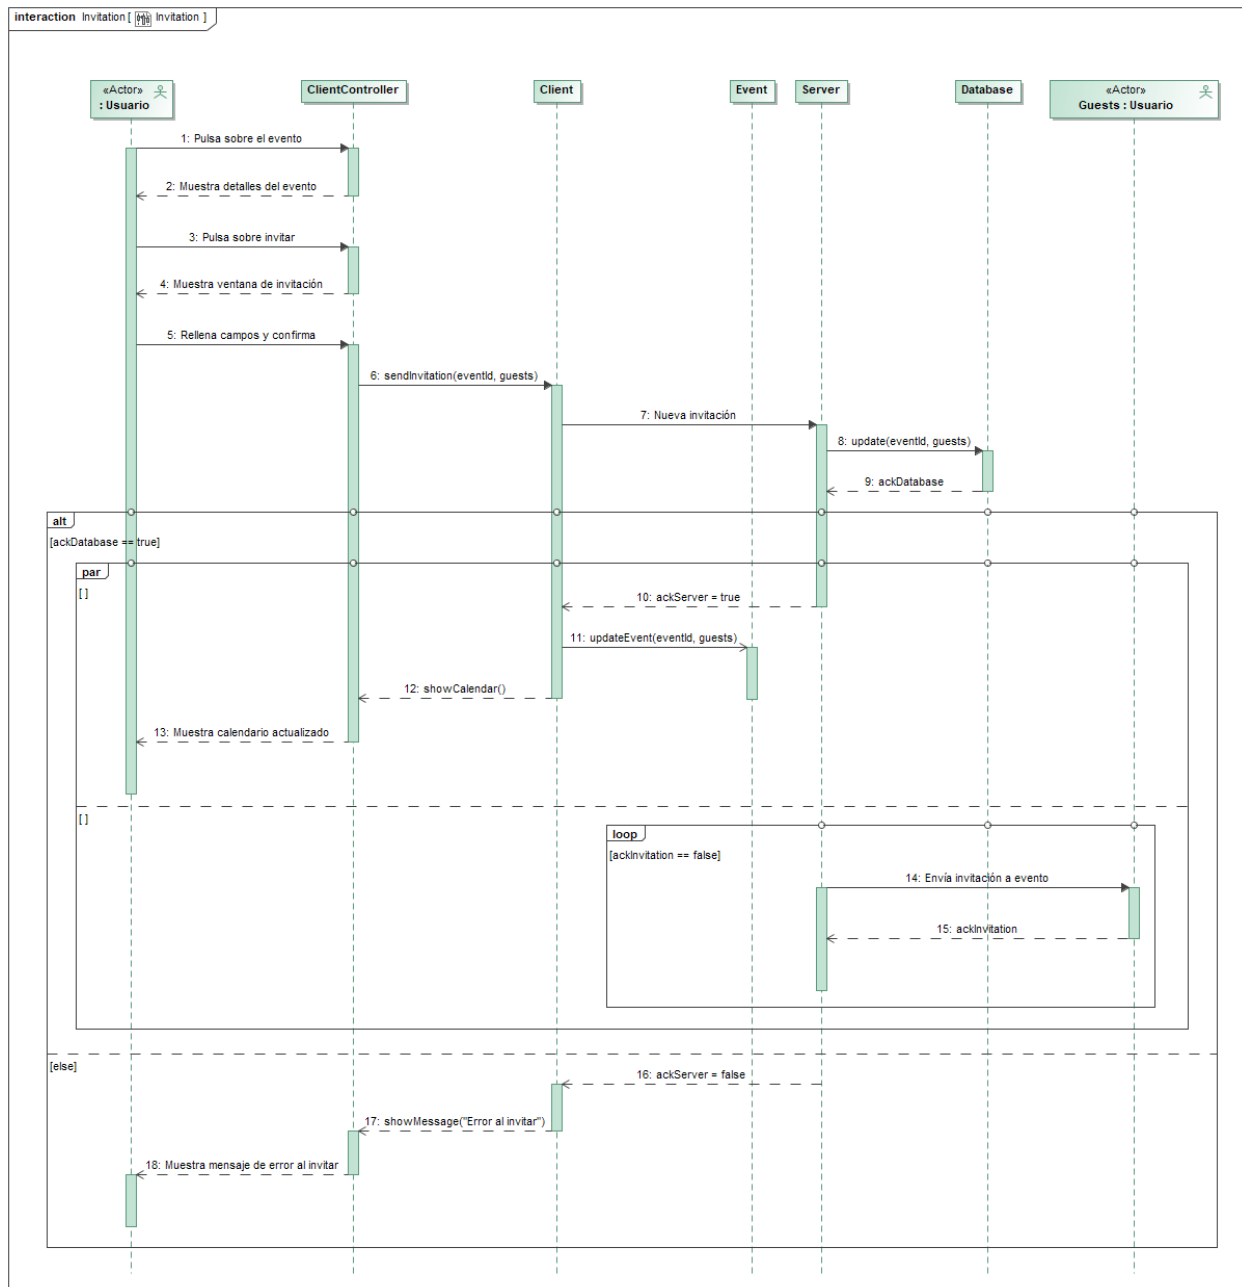 interaction Invitation [ Invitation ]
«Actor»
: Usuario
ClientController
Client
Event
Server
Database
«Actor»
Guests : Usuario
1: Pulsa sobre el evento
2: Muestra detalles del evento
3: Pulsa sobre invitar
4: Muestra ventana de invitación
5: Rellena campos y confirma
6: sendInvitation(eventId, guests)
7: Nueva invitación
8: update(eventId, guests)
9: ackDatabase
alt
[ackDatabase == true]
par
[ ]
10: ackServer = true
11: updateEvent(eventId, guests)
12: showCalendar()
13: Muestra calendario actualizado
[ ]
loop
[ackInvitation == false]
14: Envía invitación a evento
15: ackInvitation
[else]
16: ackServer = false
17: showMessage("Error al invitar")
18: Muestra mensaje de error al invitar